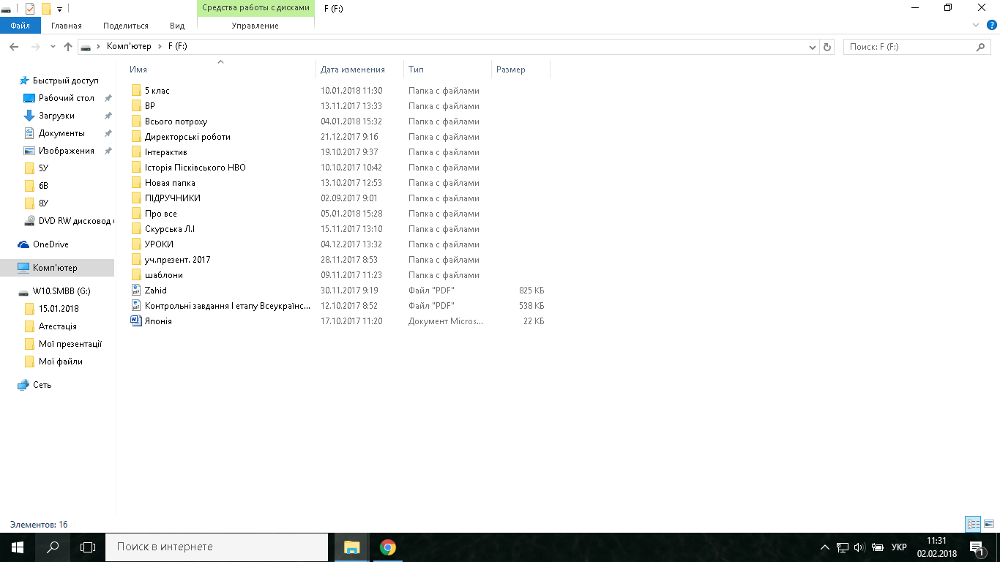 Средства работы с дисками F (F:)
Файл Главная Поделиться Вид Управление
Комп'ютер F (F:) Поиск: F (F:)
Быстрый доступ
Рабочий стол
Загрузки
Документы
Изображения
5У
6В
8У
DVD RW дисковод
OneDrive
Комп'ютер
W10.SMBB (G:)
15.01.2018
Атестація
Мої презентації
Мої файли
Сеть
Имя Дата изменения Тип Размер
5 клас 10.01.2018 11:30 Папка с файлами
ВР 13.11.2017 13:33 Папка с файлами
Всього потроху 04.01.2018 15:32 Папка с файлами
Директорські роботи 21.12.2017 9:16 Папка с файлами
Інтерактив 19.10.2017 9:37 Папка с файлами
Історія Пісківського НВО 10.10.2017 10:42 Папка с файлами
Новая папка 13.10.2017 12:53 Папка с файлами
ПІДРУЧНИКИ 02.09.2017 9:01 Папка с файлами
Про все 05.01.2018 15:28 Папка с файлами
Скурська Л.І 15.11.2017 13:10 Папка с файлами
УРОКИ 04.12.2017 13:32 Папка с файлами
уч.презент. 2017 28.11.2017 8:53 Папка с файлами
шаблони 09.11.2017 11:23 Папка с файлами
Zahid 30.11.2017 9:19 Файл "PDF" 825 КБ
Контрольні завдання І етапу Всеукраїнс... 12.10.2017 8:52 Файл "PDF" 538 КБ
Японія 17.10.2017 11:20 Документ Micros... 22 КБ
Элементов: 16
Поиск в интернете
УКР
11:31
02.02.2018
1